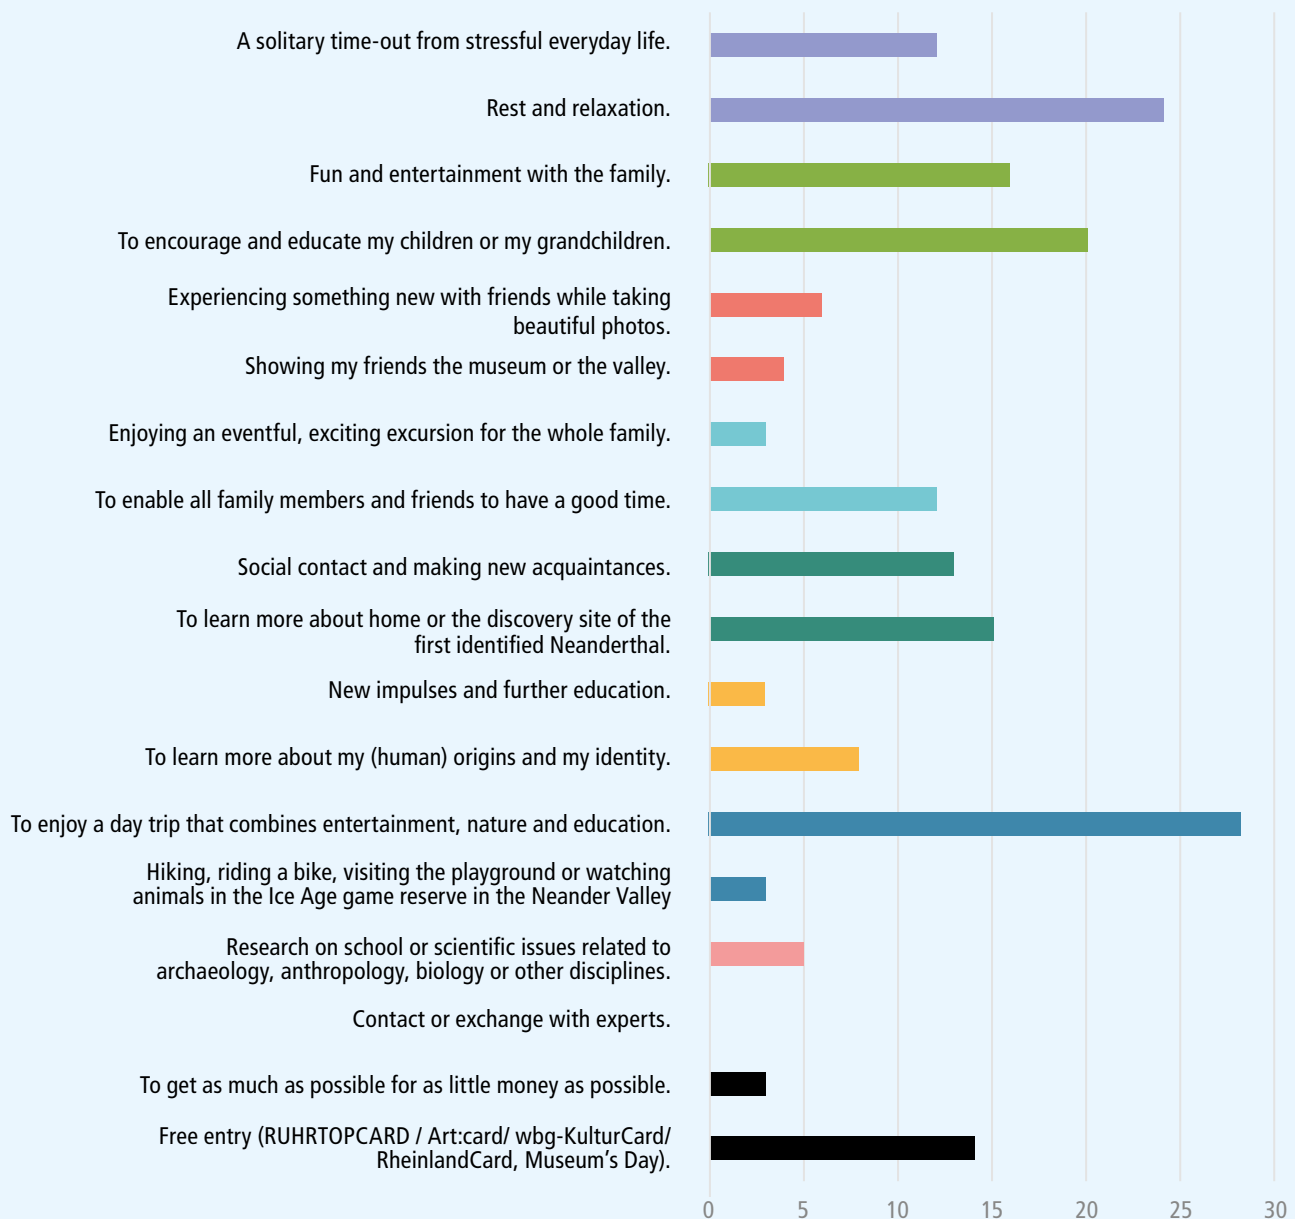 A solitary time-out from stressful everyday life.
Rest and relaxation.
Fun and entertainment with the family.
To encourage and educate my children or my grandchildren.
Experiencing something new with friends while taking
beautiful photos.
Showing my friends the museum or the valley.
Enjoying an eventful, exciting excursion for the whole family.
To enable all family members and friends to have a good time.
Social contact and making new acquaintances.
To learn more about home or the discovery site of the
first identified Neanderthal.
New impulses and further education.
To learn more about my (human) origins and my identity.
To enjoy a day trip that combines entertainment, nature and education.
Hiking, riding a bike, visiting the playground or watching
animals in the Ice Age game reserve in the Neander Valley
Research on school or scientific issues related to
archaeology, anthropology, biology or other disciplines.
Contact or exchange with experts.
To get as much as possible for as little money as possible.
Free entry (RUHRTOPCARD / Art:card/ wbg-KulturCard/
RheinlandCard, Museum's Day).
0 5 10 15 20 25 30